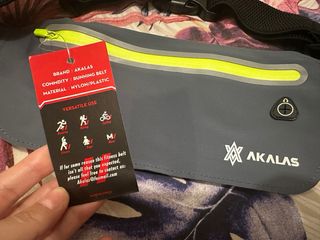 BRAND : AKALAS
COMMDITY : RUNNING BELT
MATERIAL : NYLON/PLASTIC
VERSATILE USE
If for some reason this fitness belt
isn't all that you expected,
please feel free to contact us:
AKALAS